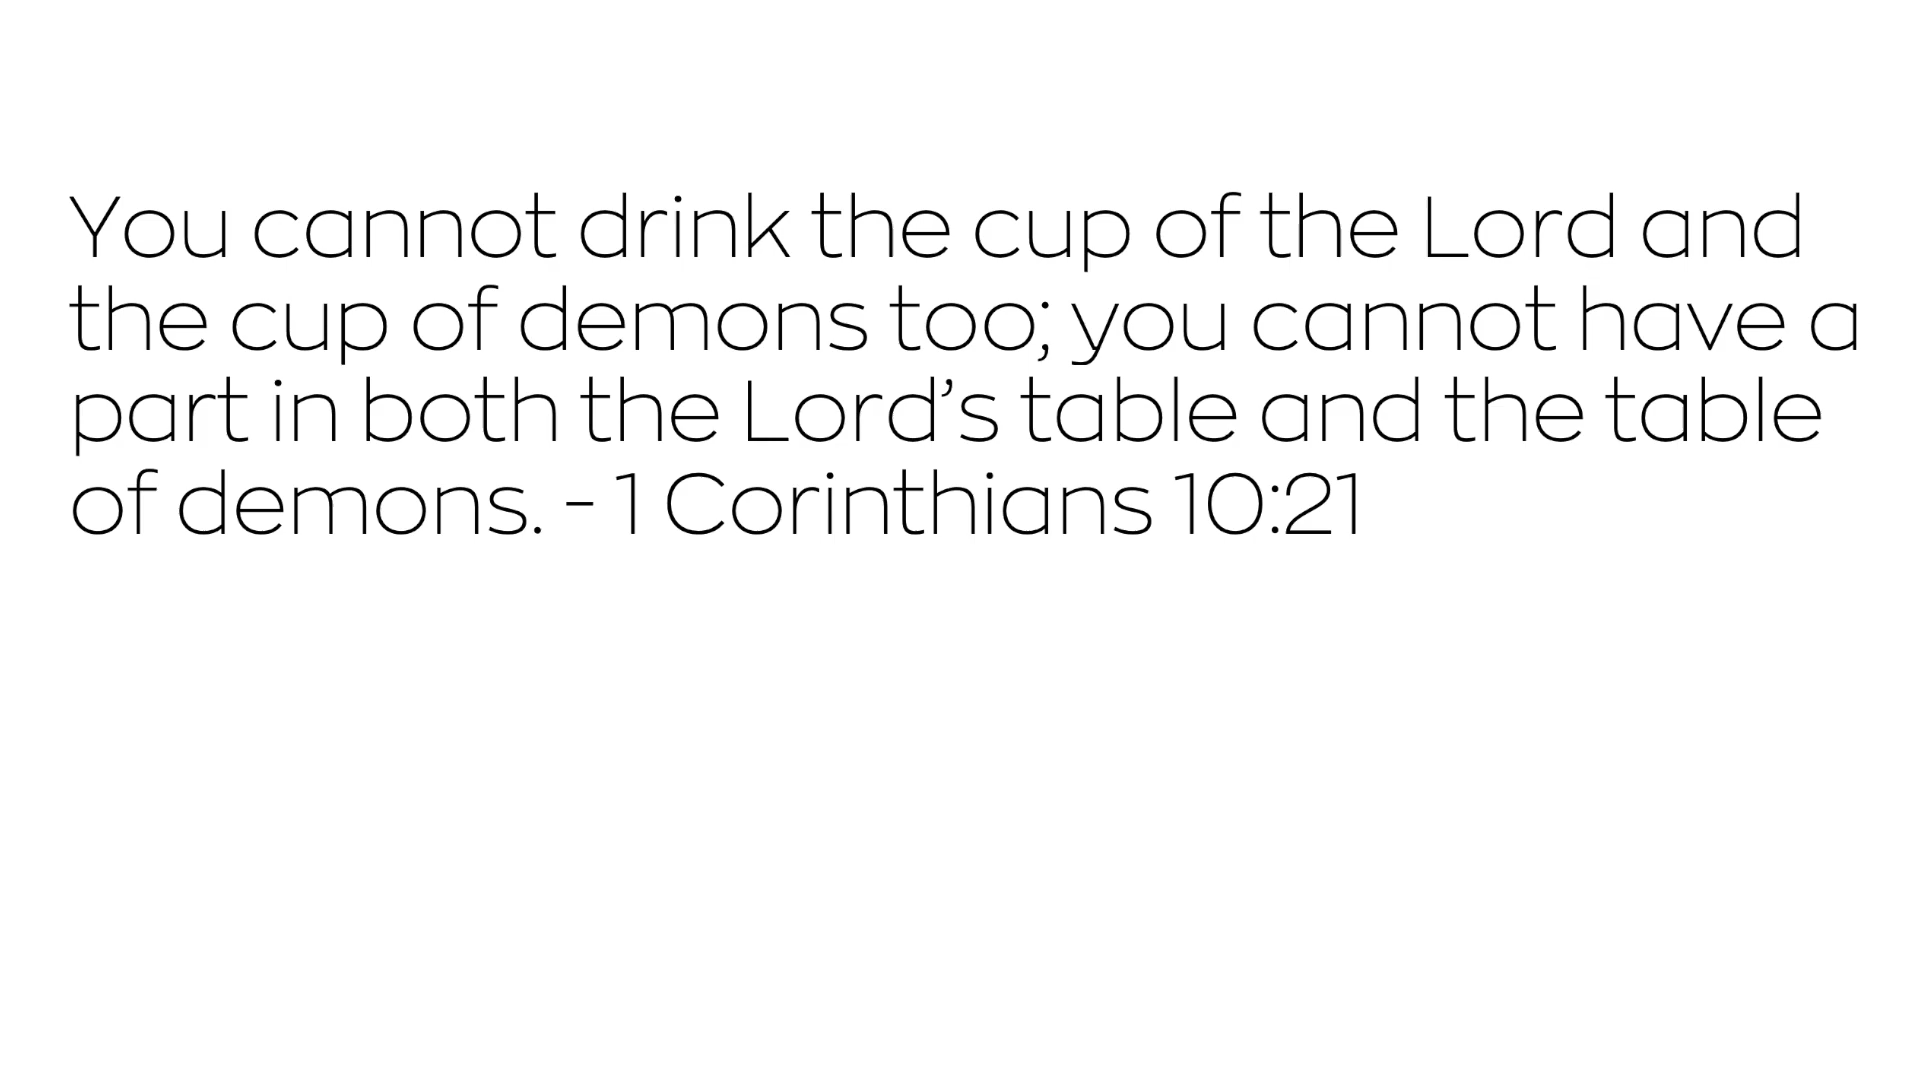 You cannot drink the cup of the Lord and
the cup of demons too; you cannot have a
part in both the Lord’s table and the table
of demons. - 1 Corinthians 10:21